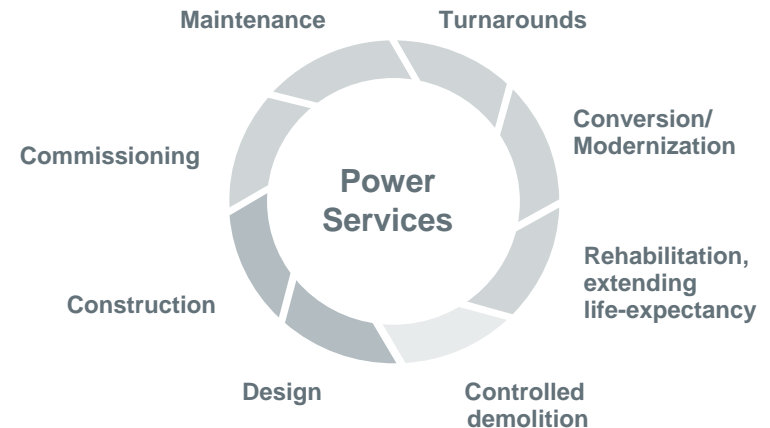 Maintenance
Turnarounds
Conversion/
Modernization
Commissioning
Power
Services
Rehabilitation,
extending
life-expectancy
Construction
Design
Controlled
demolition